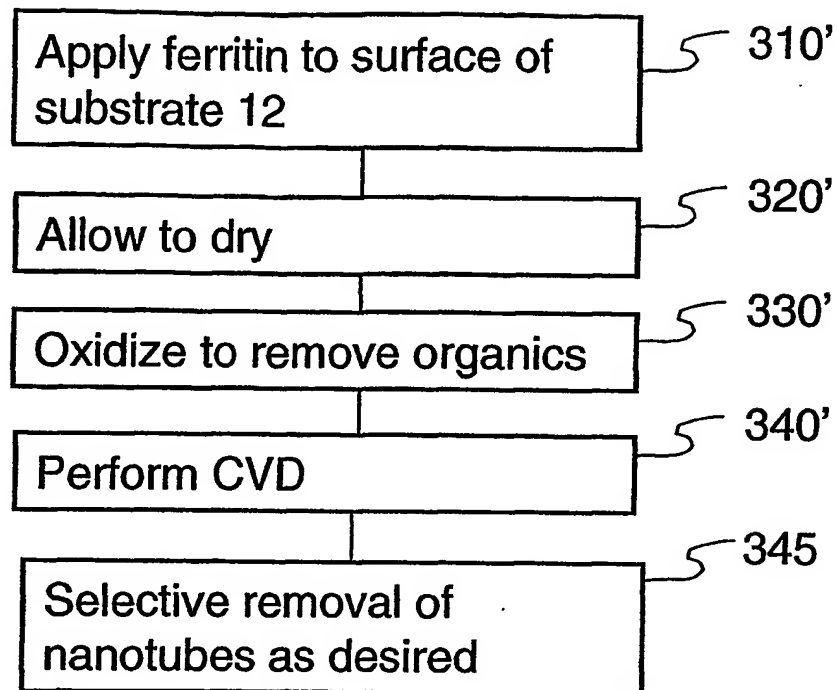 Apply ferritin to surface of
substrate 12
310'
Allow to dry
320'
Oxidize to remove organics
330'
Perform CVD
340'
Selective removal of
nanotubes as desired
345